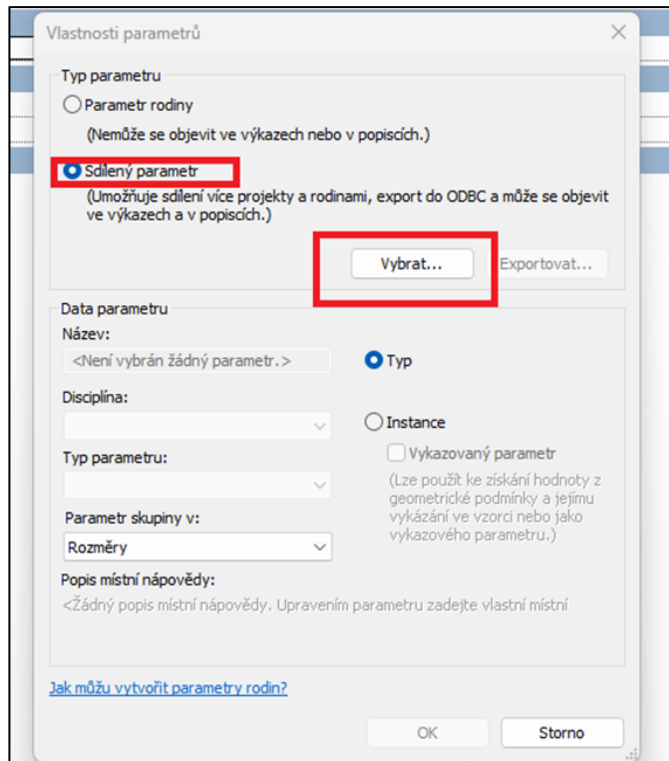 Vlastnosti parametrů
Typ parametru
Parametr rodiny
(Nemůže se objevit ve výkazech nebo v popiscích.)
Sdílený parametr
(Umožňuje sdílení více projekty a rodinami, export do ODBC a může se objevit
ve výkazech a v popiscích.)
Vybrat...
Exportovat...
Data parametru
Název:
<Není vybrán žádný parametr.>
Typ
Disciplína:
Instance
Vykazovaný parametr
Typ parametru:
(Lze použít ke získání hodnoty z
geometrické podmínky a jejímu
vykázání ve vzorci nebo jako
vykazového parametru.)
Parametr skupiny v:
Rozměry
Popis místní nápovědy:
<Žádný popis místní nápovědy. Upravením parametru zadejte vlastní místní
Jak můžu vytvořit parametry rodin?
OK
Storno